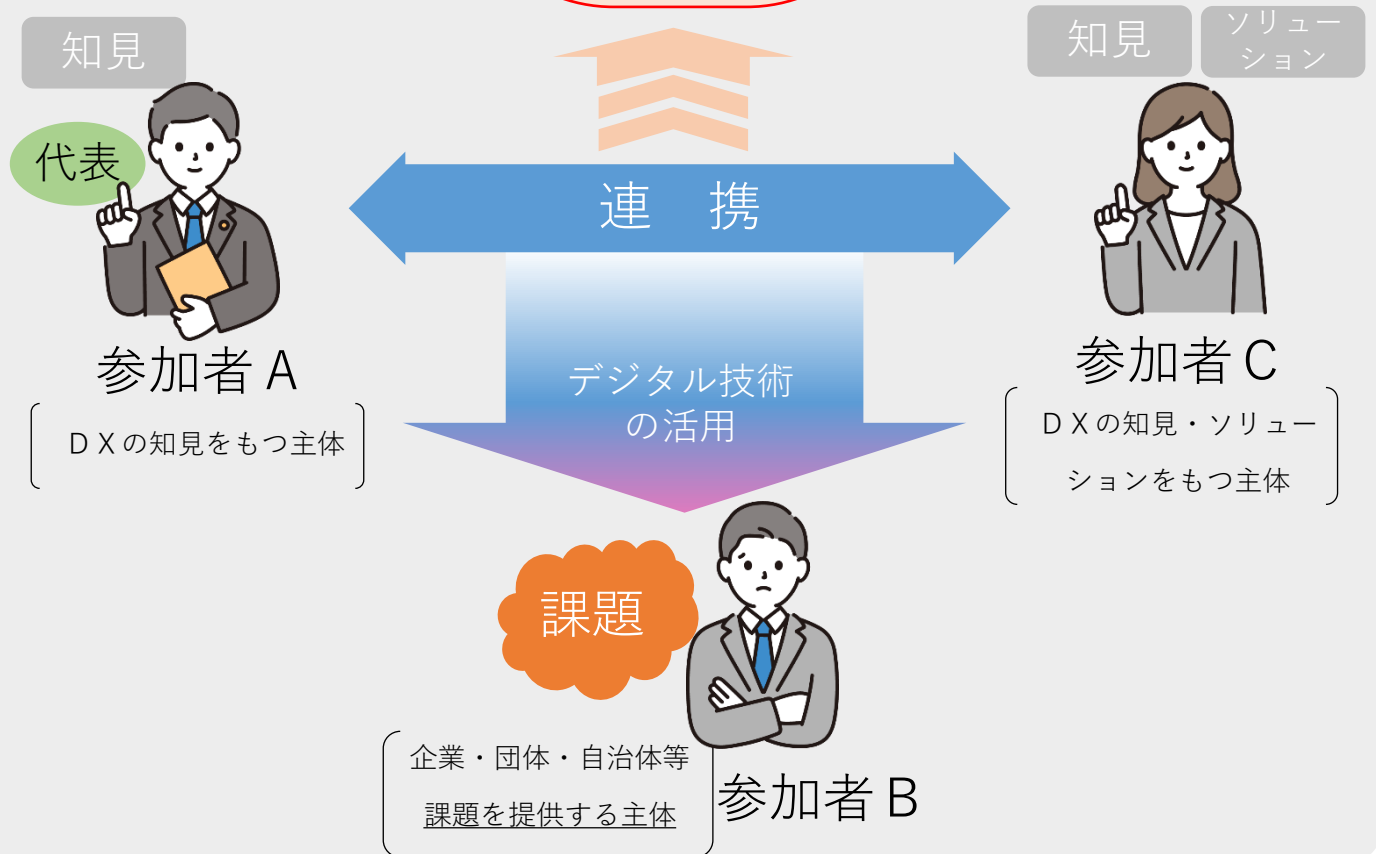 知見
知見
ソリュー
ション
代表
連　携
デジタル技術
の活用
参加者Ａ
ＤＸの知見をもつ主体
参加者Ｃ
ＤＸの知見・ソリュー
ションをもつ主体
課題
企業・団体・自治体等
課題を提供する主体
参加者Ｂ